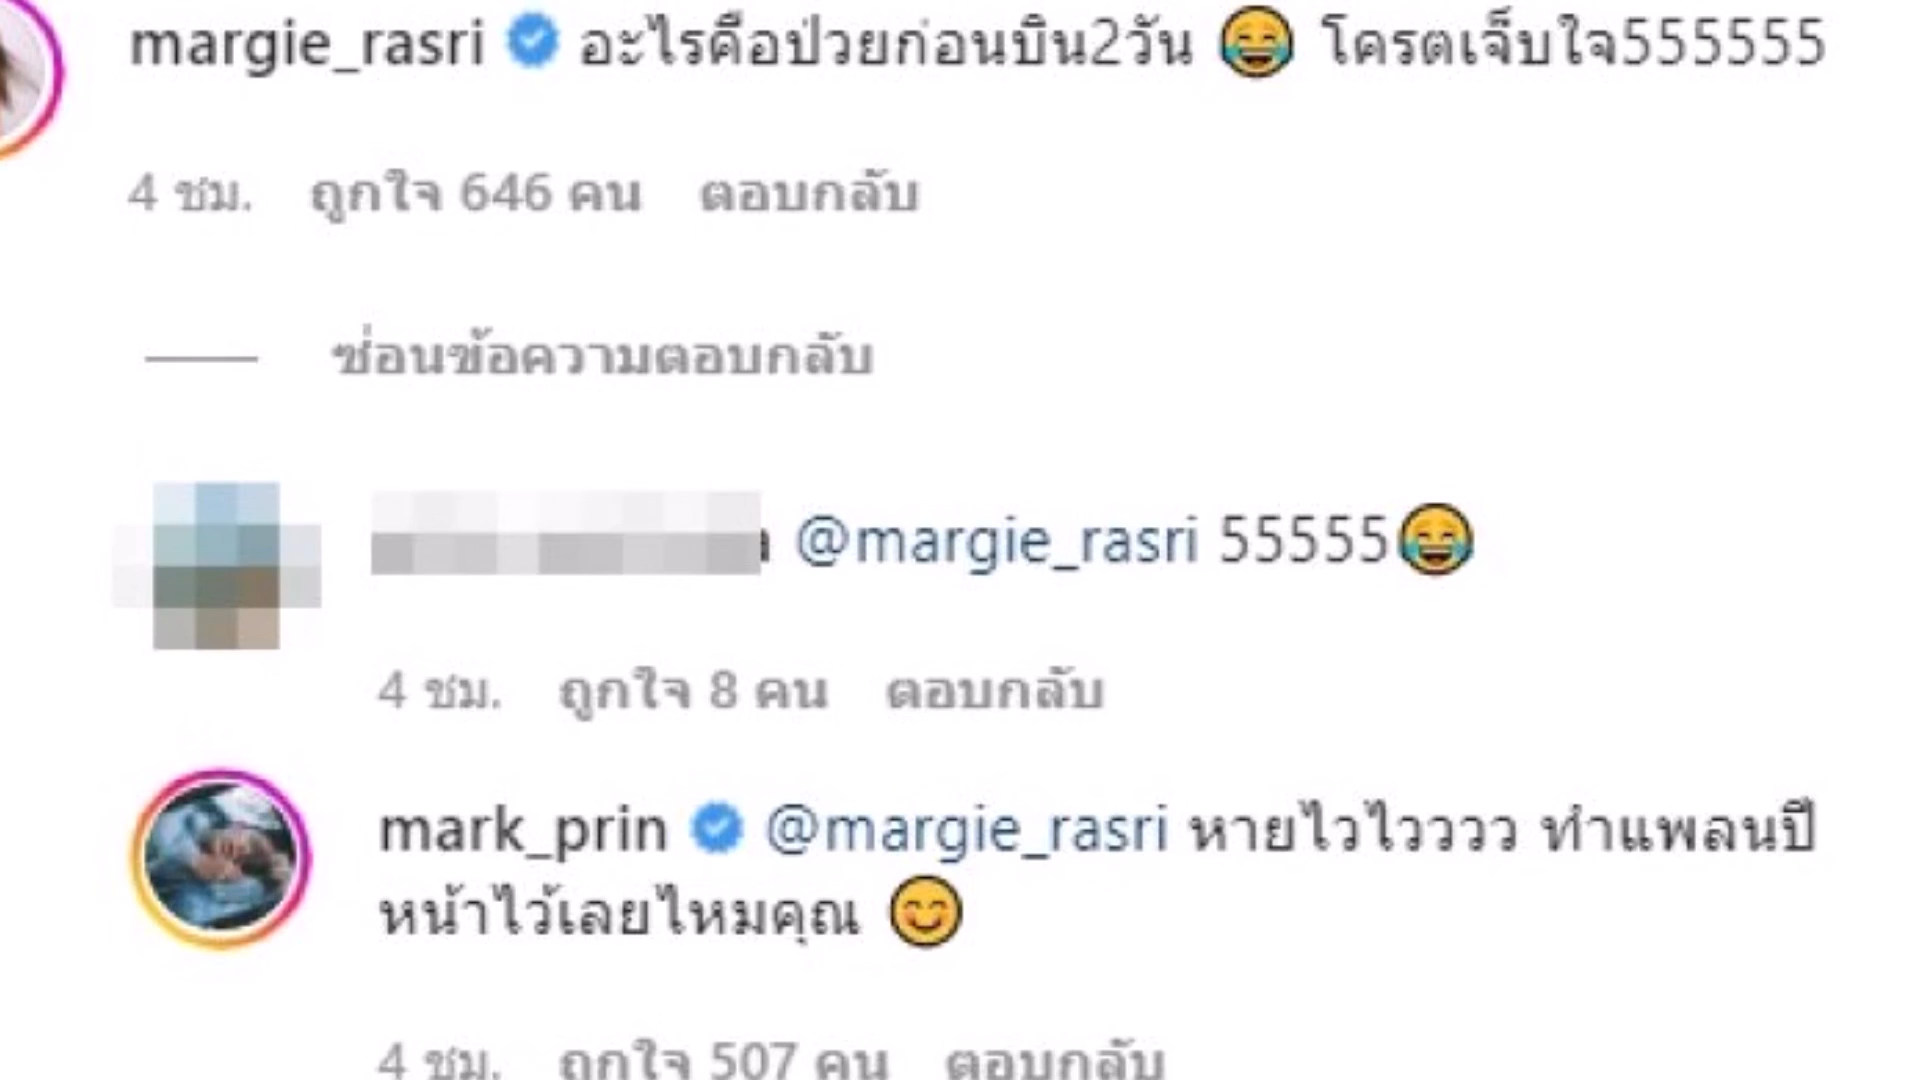 margie_rasri อะไรคือป่วยก่อนบิน2วัน 😂 โครตเจ็บใจ555555
4 ชม. ถูกใจ 646 คน ตอบกลับ
ซ่อนข้อความตอบกลับ
@margie_rasri 55555😂
4 ชม. ถูกใจ 8 คน ตอบกลับ
mark_prin @margie_rasri หายไวไวววว ทำแพลนปี
หน้าไว้เลยไหมคุณ 😊
4 ชม. ถูกใจ 507 คน ตอบกลับ